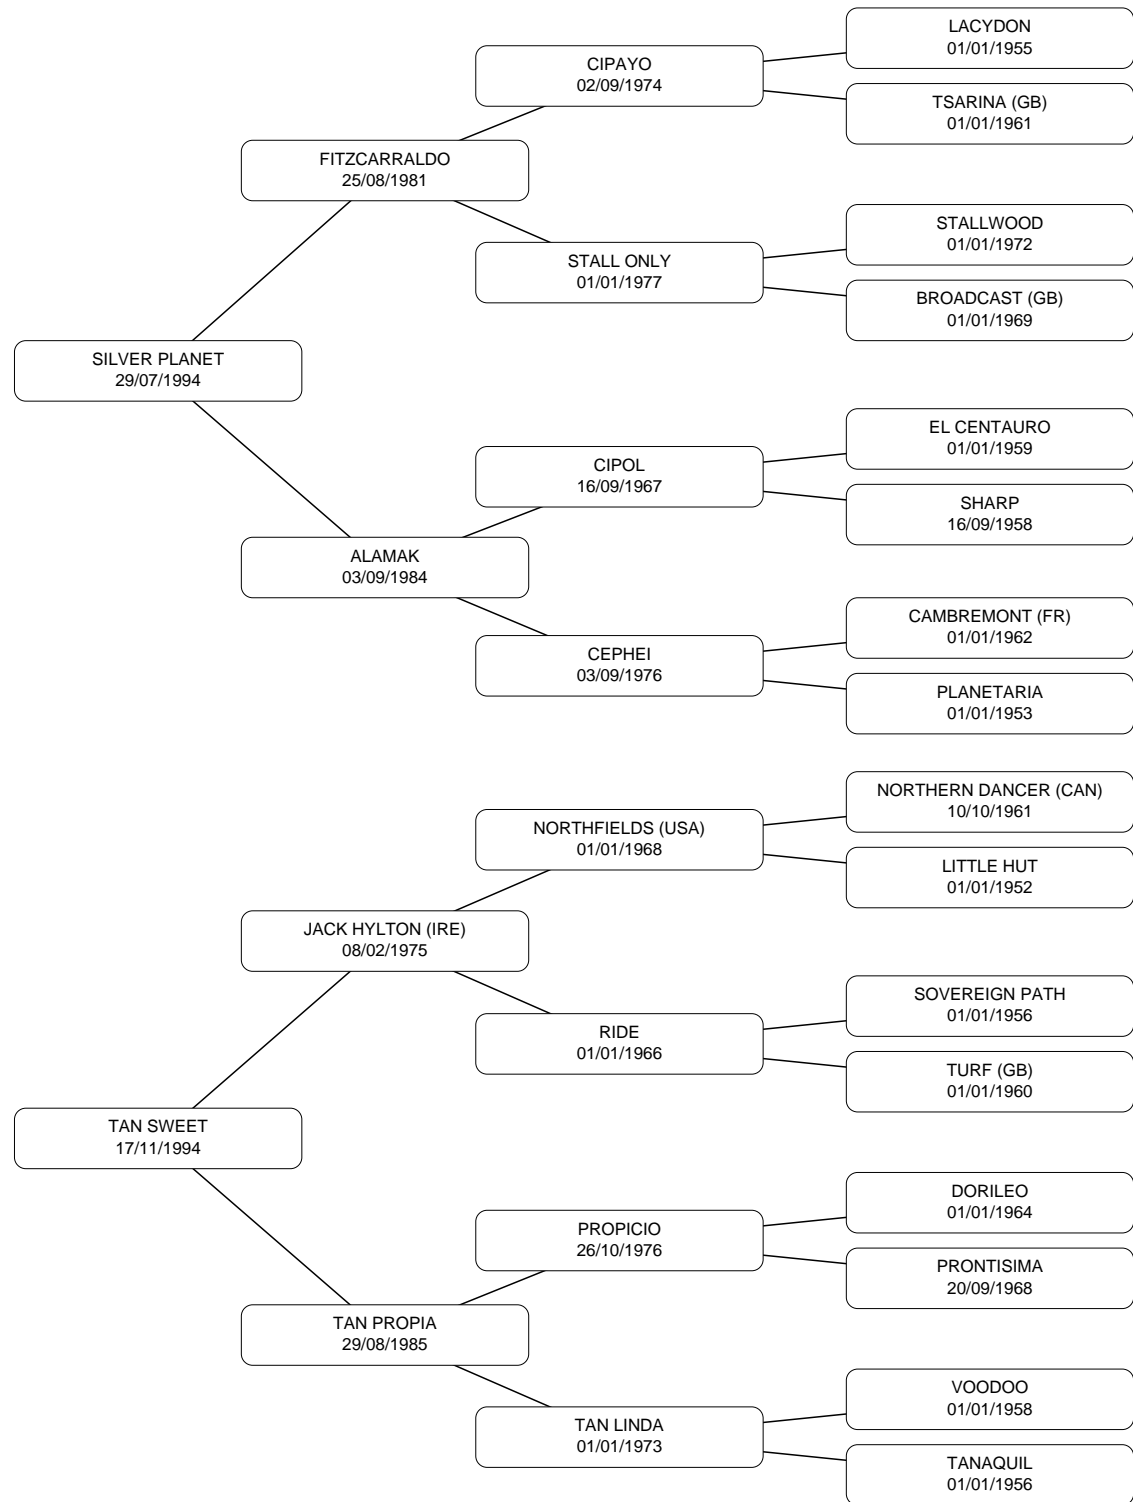 LACYDON
01/01/1955
CIPAYO
02/09/1974
TSARINA (GB)
01/01/1961
FITZCARRALDO
25/08/1981
STALLWOOD
01/01/1972
STALL ONLY
01/01/1977
BROADCAST (GB)
01/01/1969
SILVER PLANET
29/07/1994
EL CENTAURO
01/01/1959
CIPOL
16/09/1967
SHARP
16/09/1958
ALAMAK
03/09/1984
CAMBREMONT (FR)
01/01/1962
CEPHEI
03/09/1976
PLANETARIA
01/01/1953
NORTHERN DANCER (CAN)
10/10/1961
NORTHFIELDS (USA)
01/01/1968
LITTLE HUT
01/01/1952
JACK HYLTON (IRE)
08/02/1975
SOVEREIGN PATH
01/01/1956
RIDE
01/01/1966
TURF (GB)
01/01/1960
TAN SWEET
17/11/1994
DORILEO
01/01/1964
PROPICIO
26/10/1976
PRONTISIMA
20/09/1968
TAN PROPIA
29/08/1985
VOODOO
01/01/1958
TAN LINDA
01/01/1973
TANAQUIL
01/01/1956